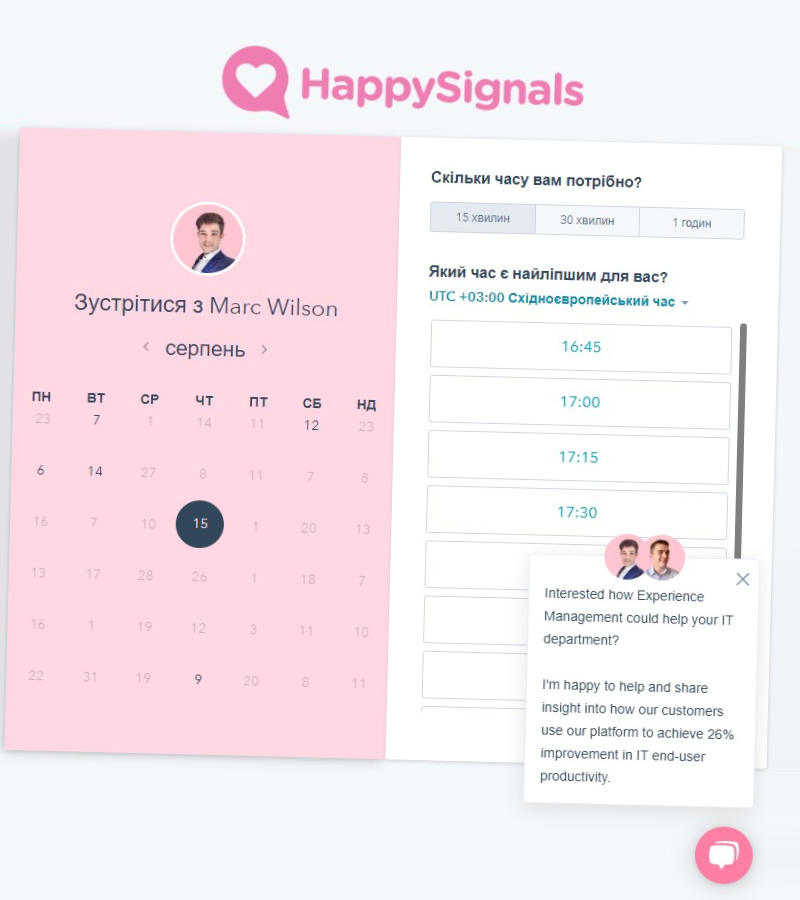 HappySignals
Зустрітися з Marc Wilson
серпень
ПН ВТ СР ЧТ ПТ СБ НД
23 7 1 14 11 12 23
6 14 27 8 11 7 8
16 7 10 15 1 20 13
13 17 28 26 1 18 7
16 1 19 12 3 11 10
22 31 19 9 20 8 11
Скільки часу вам потрібно?
15 хвилин 30 хвилин 1 годин
Який час є найліпшим для вас?
UTC +03:00 Східноєвропейський час
16:45
17:00
17:15
17:30
Interested how Experience
Management could help your IT
department?
I'm happy to help and share
insight into how our customers
use our platform to achieve 26%
improvement in IT end-user
productivity.